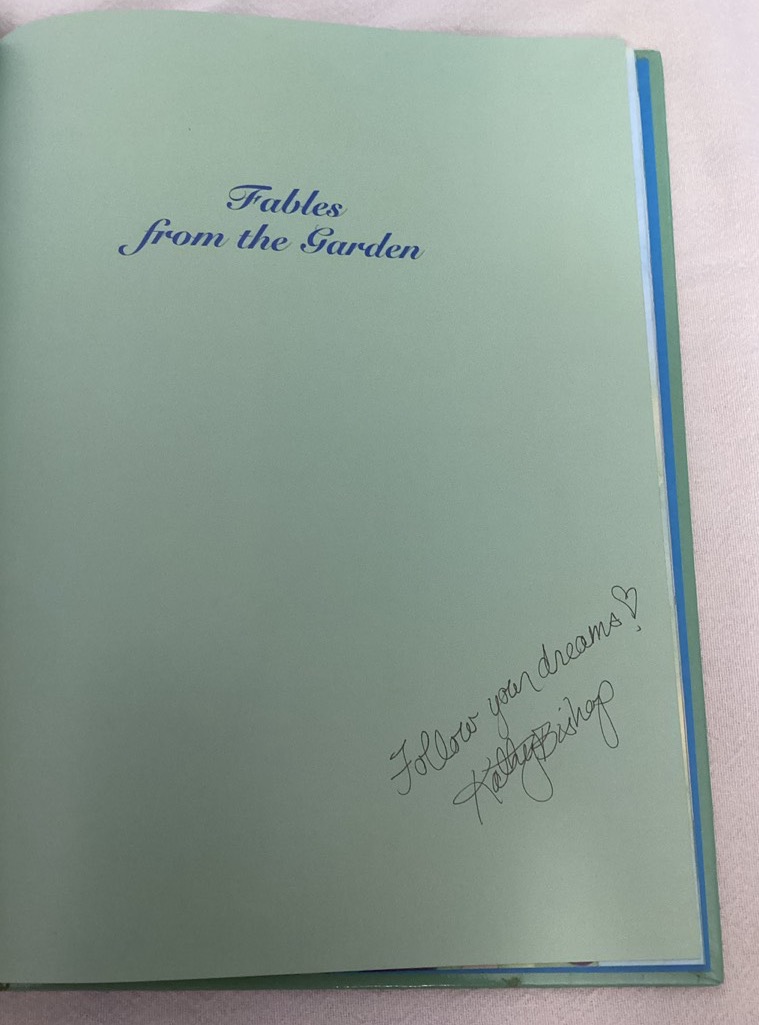 Fables
from the Garden
Follow your dreams!
Kathy Bishop